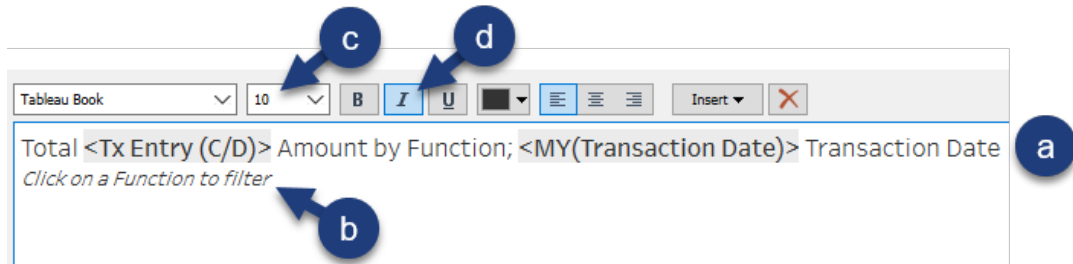 c d
Tableau Book 10 B I U Insert
Total <Tx Entry (C/D)> Amount by Function; <MY(Transaction Date)> Transaction Date a
Click on a Function to filter
b